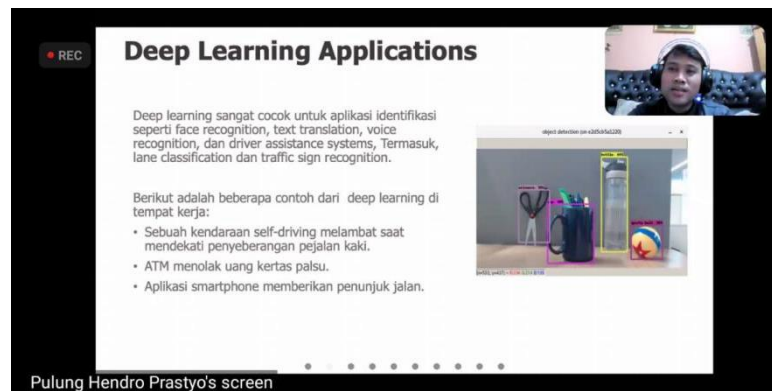 REC
Deep Learning Applications
Deep learning sangat cocok untuk aplikasi identifikasi
seperti face recognition, text translation, voice
recognition, dan driver assistance systems, Termasuk,
lane classification dan traffic sign recognition.
Berikut adalah beberapa contoh dari deep learning di
tempat kerja:
• Sebuah kendaraan self-driving melambat saat
mendekati penyeberangan pejalan kaki.
• ATM menolak uang kertas palsu.
• Aplikasi smartphone memberikan penunjuk jalan.
Pulung Hendro Prastyo's screen